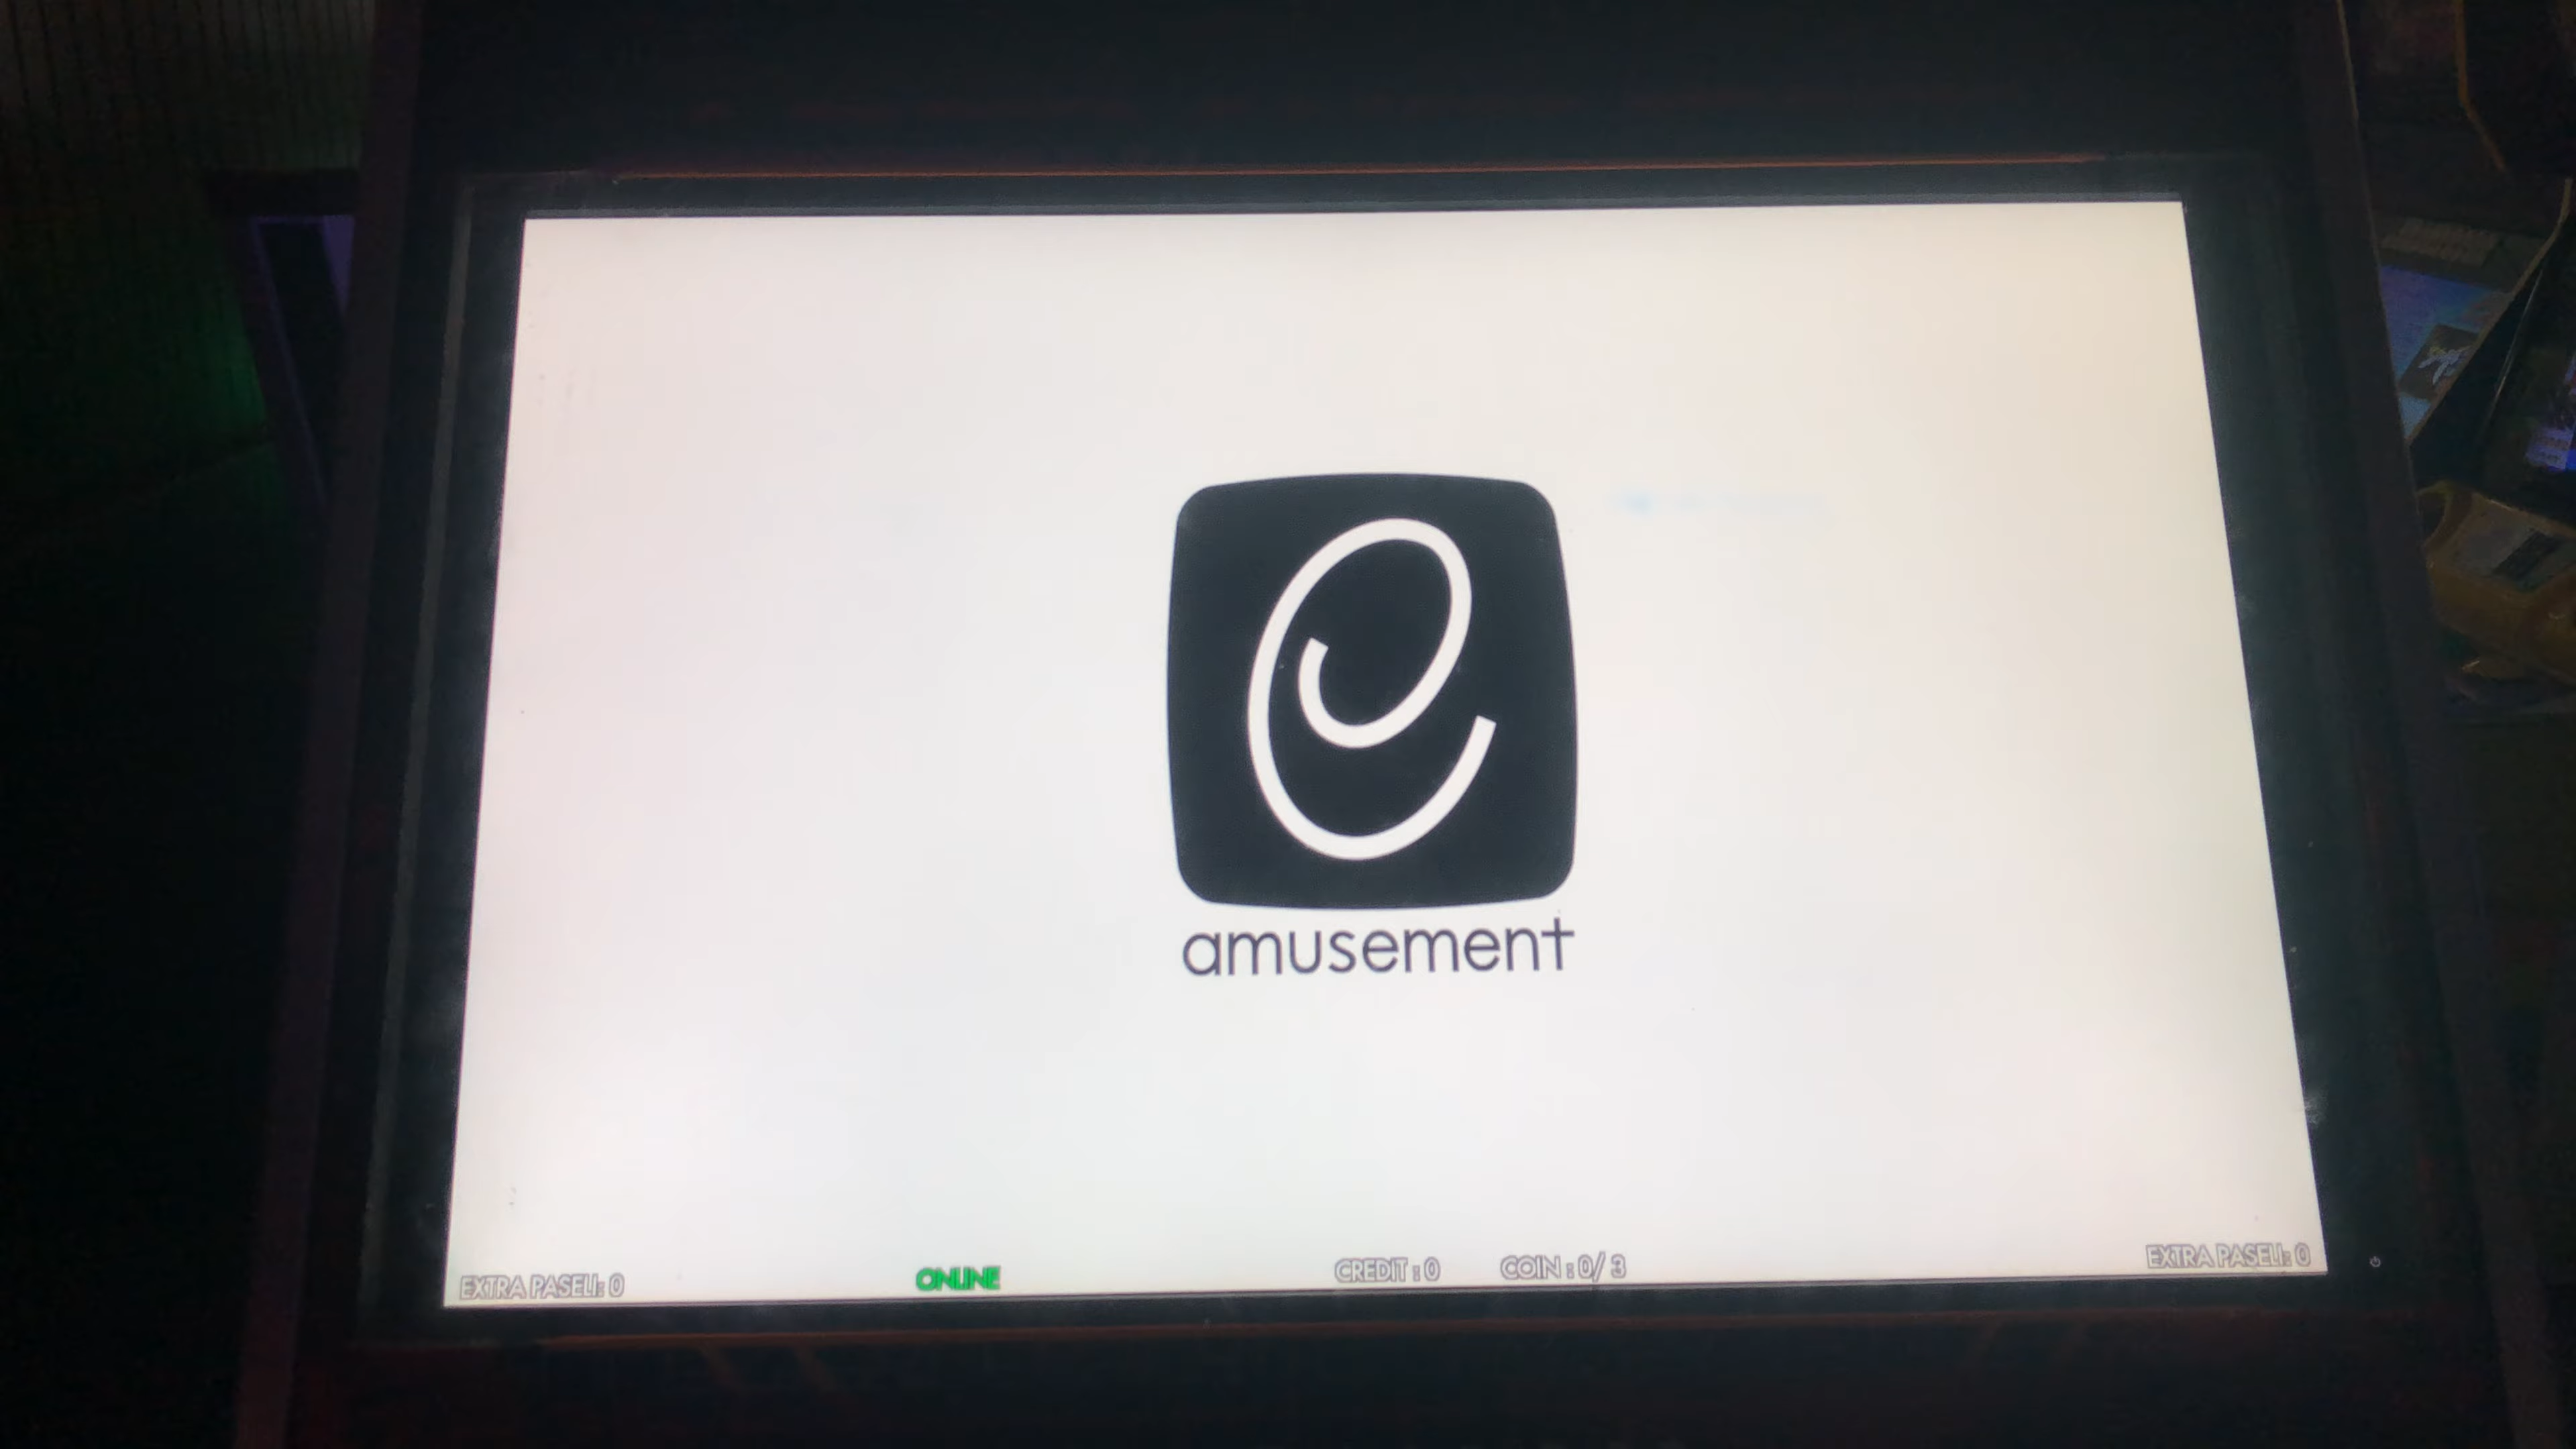 e
amusement
EXTRA PASELI: 0
ONLINE
CREDIT : 0
COIN : 0/ 3
EXTRA PASELI: 0